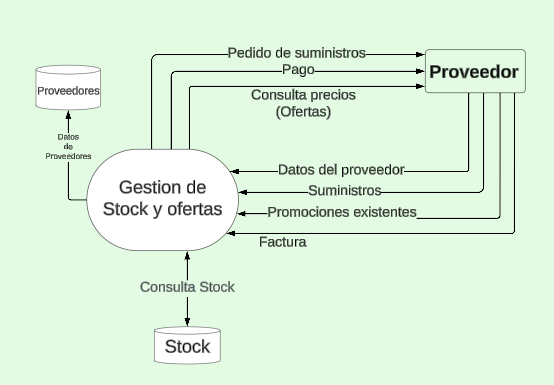 Pedido de suministros
Pago
Consulta precios
(Ofertas)
Proveedor
Proveedores
Datos
de
Proveedores
Gestion de
Stock y ofertas
Datos del proveedor
Suministros
Promociones existentes
Factura
Consulta Stock
Stock